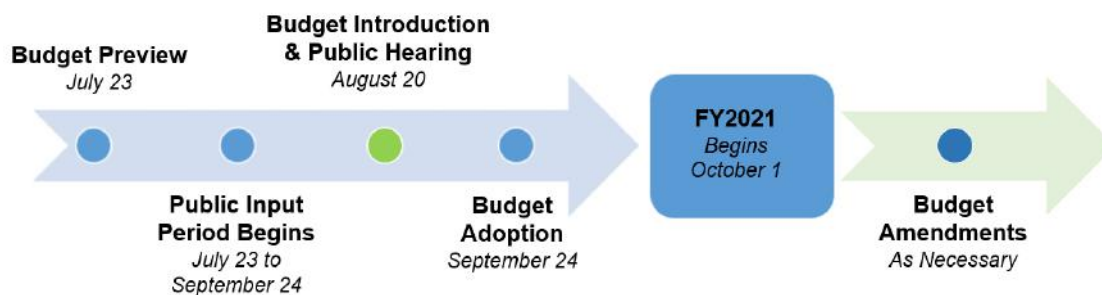 Budget Preview
July 23
Public Input
Period Begins
July 23 to
September 24
Budget Introduction
& Public Hearing
August 20
Budget
Adoption
September 24
FY2021
Begins
October 1
Budget
Amendments
As Necessary